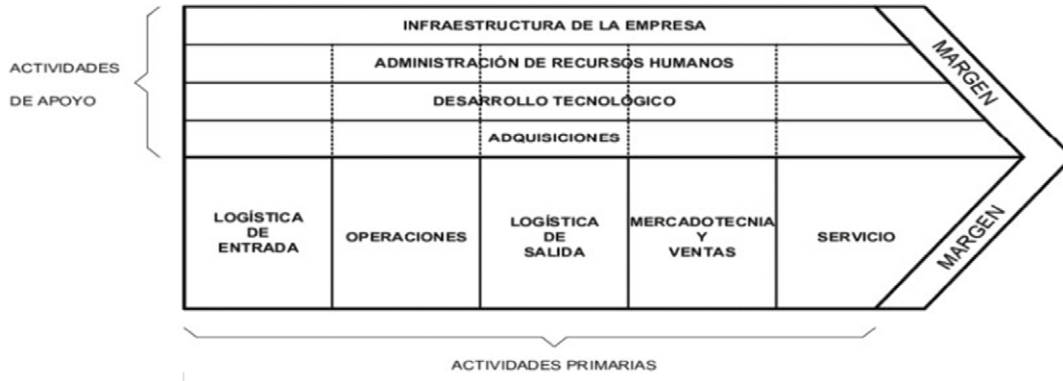 INFRAESTRUCTURA DE LA EMPRESA
ADMINISTRACIÓN DE RECURSOS HUMANOS
DESARROLLO TECNOLÓGICO
ADQUISICIONES
ACTIVIDADES
DE APOYO
MARGEN
LOGÍSTICA
DE
ENTRADA
OPERACIONES
LOGÍSTICA
DE
SALIDA
MERCADOTECNIA
Y
VENTAS
SERVICIO
MARGEN
ACTIVIDADES PRIMARIAS